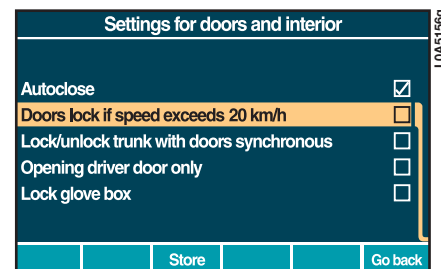 Settings for doors and interior
Autoclose
Doors lock if speed exceeds 20 km/h
Lock/unlock trunk with doors synchronous
Opening driver door only
Lock glove box
Store
Go back
L0A5156g